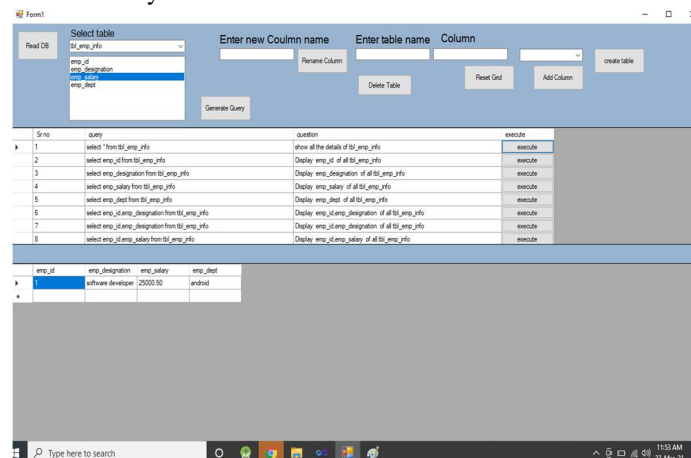 Form1
Read DB
Select table
tbl_emp_info
emp_id
emp_designation
emp_salary
emp_dept
Generate Query
Enter new Coulmn name
Rename Column
Enter table name
Column
Delete Table
Reset Grid
Add Column
create table
Sr no query question execute
1 select * from tbl_emp_info show all the details of tbl_emp_info execute
2 select emp_id from tbl_emp_info Display emp_id of all tbl_emp_info execute
3 select emp_designation from tbl_emp_info Display emp_designation of all tbl_emp_info execute
4 select emp_salary from tbl_emp_info Display emp_salary of all tbl_emp_info execute
5 select emp_dept from tbl_emp_info Display emp_dept of all tbl_emp_info execute
6 select emp_id,emp_designation from tbl_emp_info Display emp_id,emp_designation of all tbl_emp_info execute
7 select emp_id,emp_designation from tbl_emp_info Display emp_id,emp_designation of all tbl_emp_info execute
8 select emp_id,emp_salary from tbl_emp_info Display emp_id,emp_salary of all tbl_emp_info execute
emp_id emp_designation emp_salary emp_dept
1 software developer 25000.50 android
Type here to search
11:53 AM